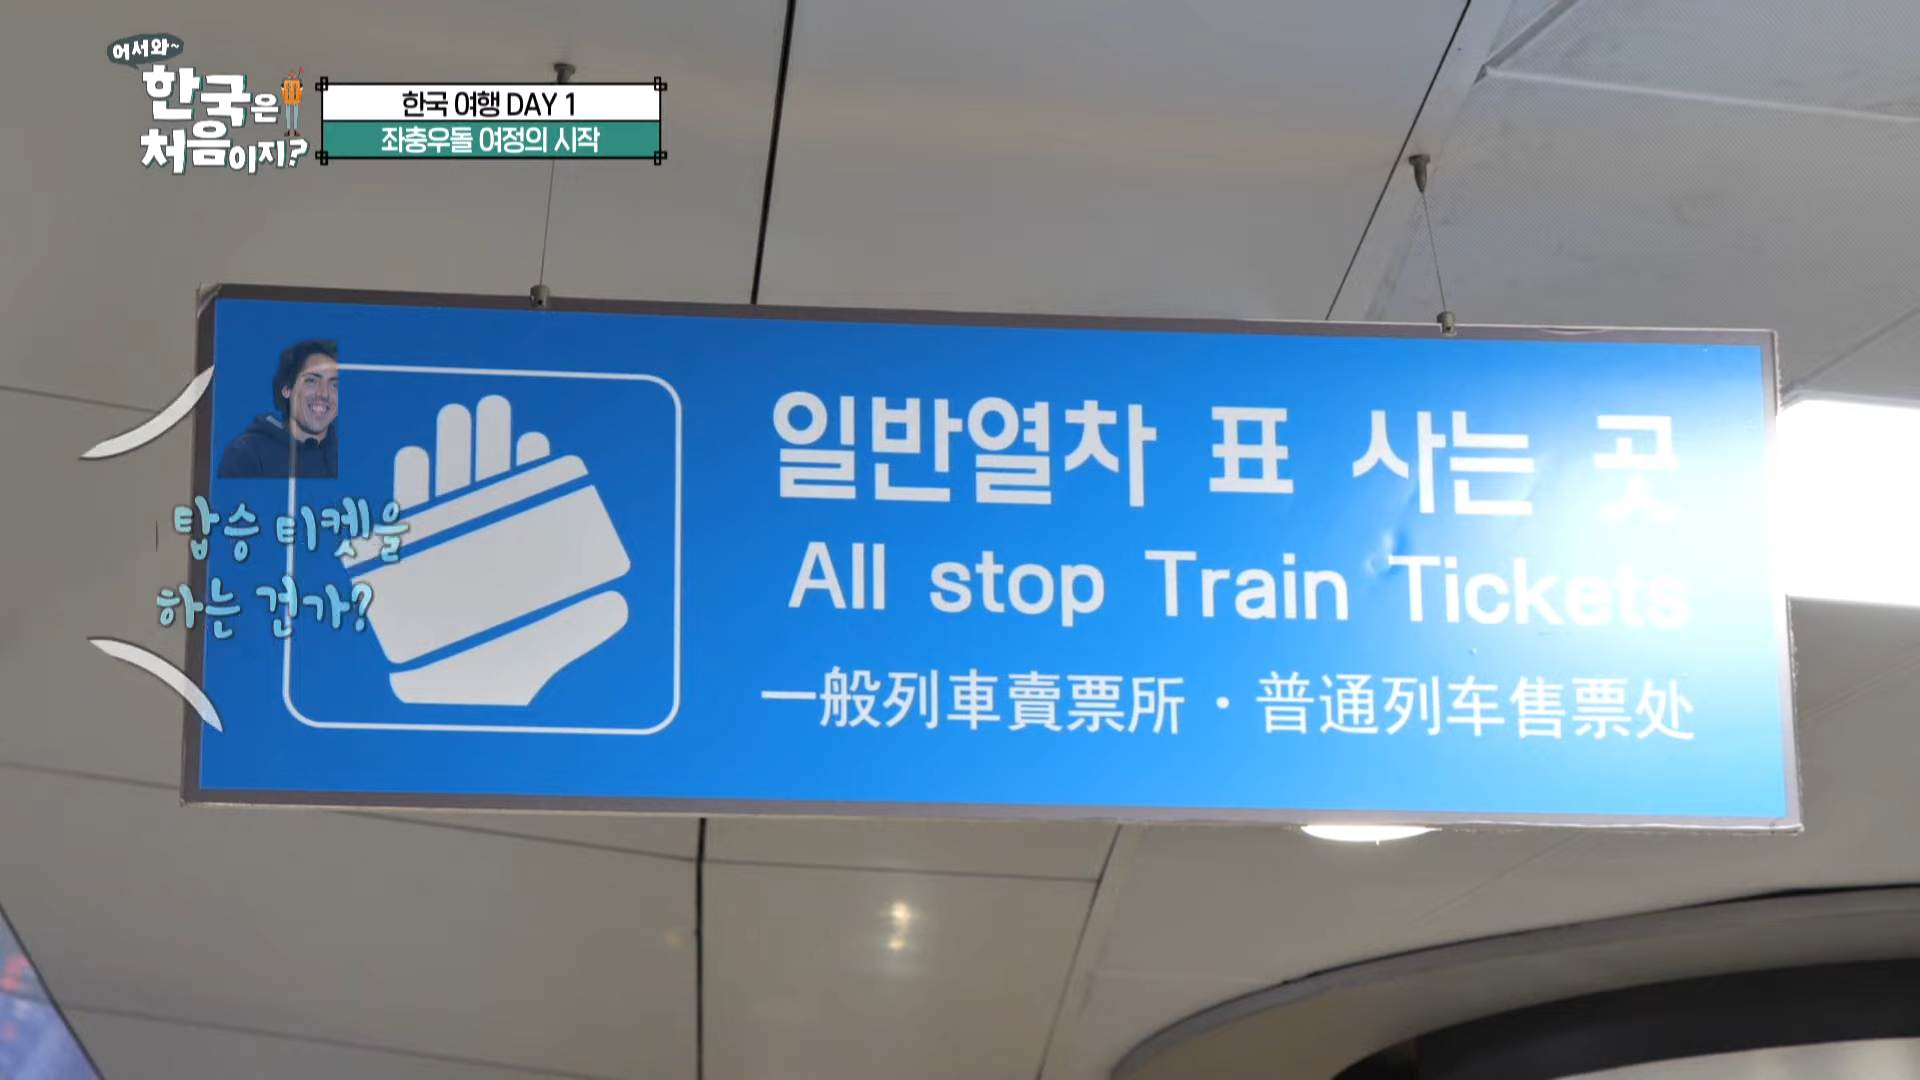 어서와~
한국은
처음이지?
한국 여행 DAY 1
좌충우돌 여정의 시작
탑승 티켓을
하는 건가?
일반열차 표 사는 곳
All stop Train Tickets
一般列車賣票所·普通列车售票处